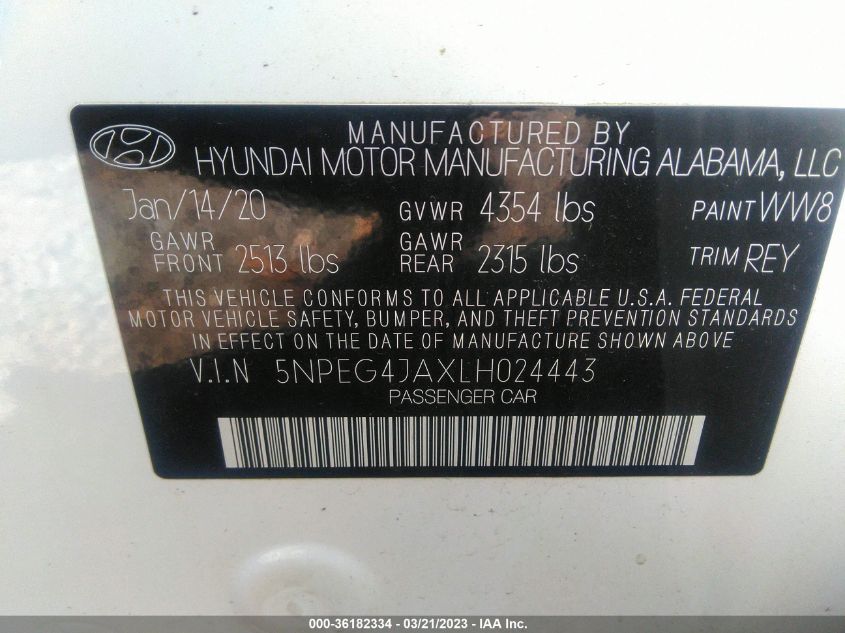 MANUFACTURED BY
HYUNDAI MOTOR MANUFACTURING ALABAMA, LLC
Jan/14/20 GVWR 4354 lbs PAINT WW8
GAWR FRONT 2513 lbs GAWR REAR 2315 lbs TRIM REY
THIS VEHICLE CONFORMS TO ALL APPLICABLE U.S.A. FEDERAL
MOTOR VEHICLE SAFETY, BUMPER, AND THEFT PREVENTION STANDARDS
IN EFFECT ON THE DATE OF MANUFACTURE SHOWN ABOVE
V.I.N 5NPEG4JAXLH024443
PASSENGER CAR
000-36182334 - 03/21/2023 - IAA Inc.